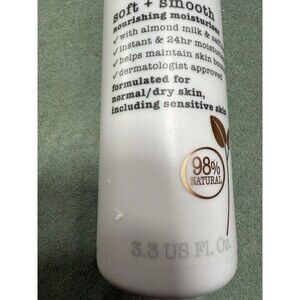 soft + smooth
nourishing moisturiser
✓ with almond milk &
✓ instant & 24hr
✓ helps maintain skin
✓ dermatologist approved
formulated for
normal/dry skin,
including sensitive skin
98%
NATURAL
3.3 US Fl. Oz.